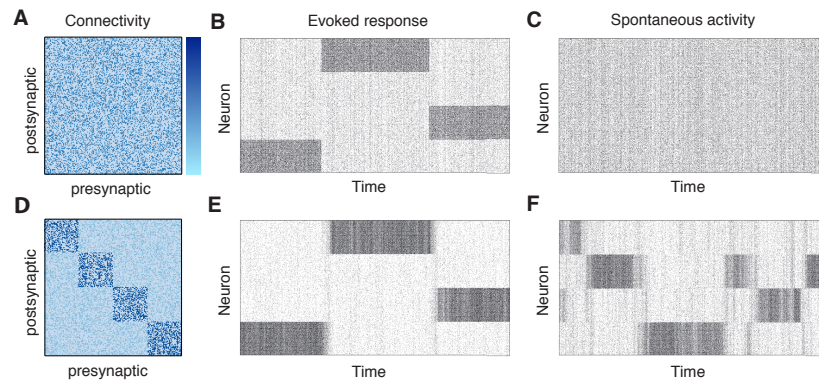 A Connectivity
B Evoked response
C Spontaneous activity
postsynaptic
presynaptic
Neuron
Time
Neuron
Time
D
E
F
postsynaptic
presynaptic
Neuron
Time
Neuron
Time